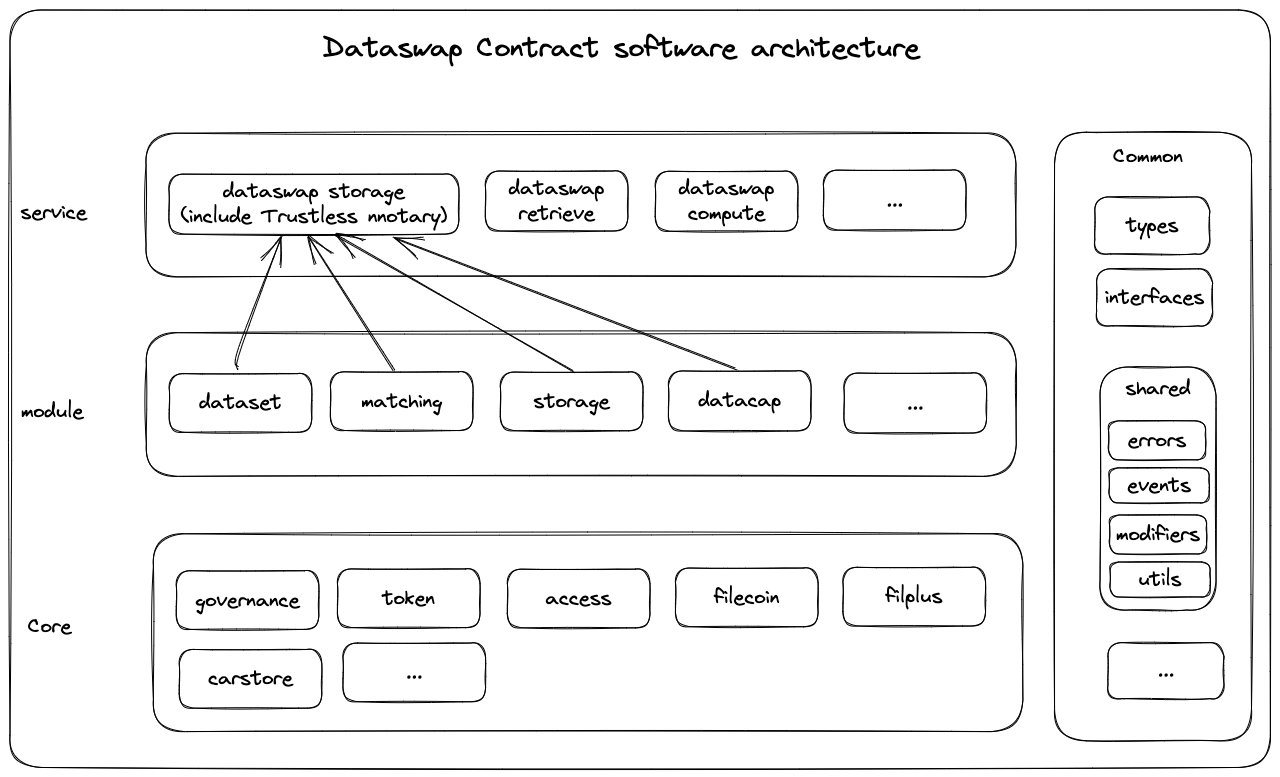 Dataswap Contract software architecture
service
dataswap storage
(include Trustless nnotary)
dataswap
retrieve
dataswap
compute
...
module
dataset
matching
storage
datacap
...
Core
governance
token
access
filecoin
filplus
carstore
...
Common
types
interfaces
shared
errors
events
modifiers
utils
...